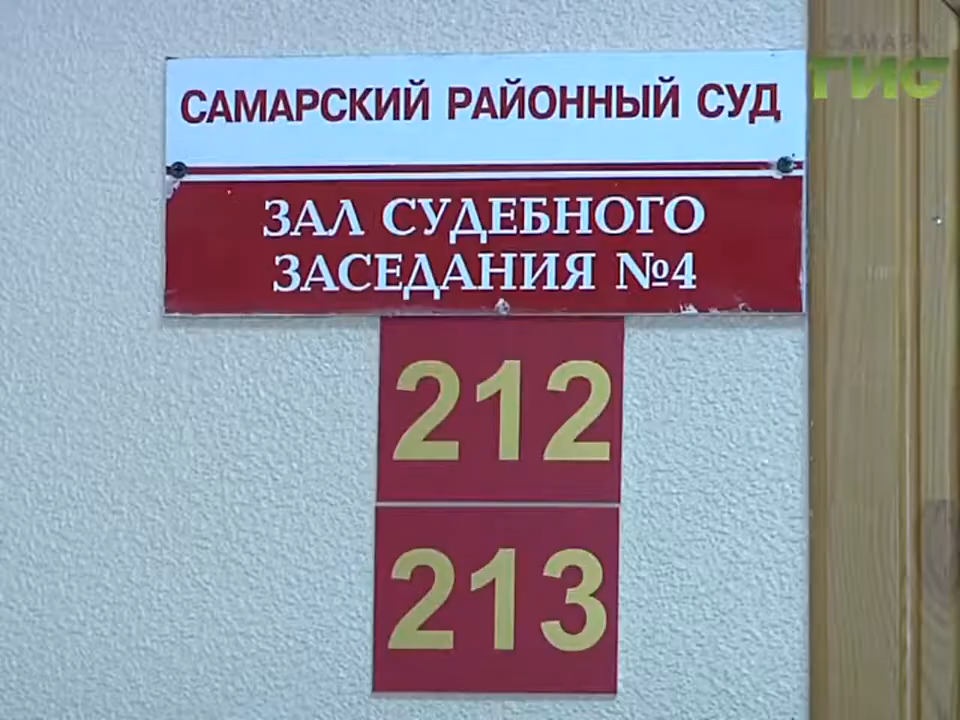 САМАРА
ГИС
САМАРСКИЙ РАЙОННЫЙ СУД
ЗАЛ СУДЕБНОГО
ЗАСЕДАНИЯ №4
212
213